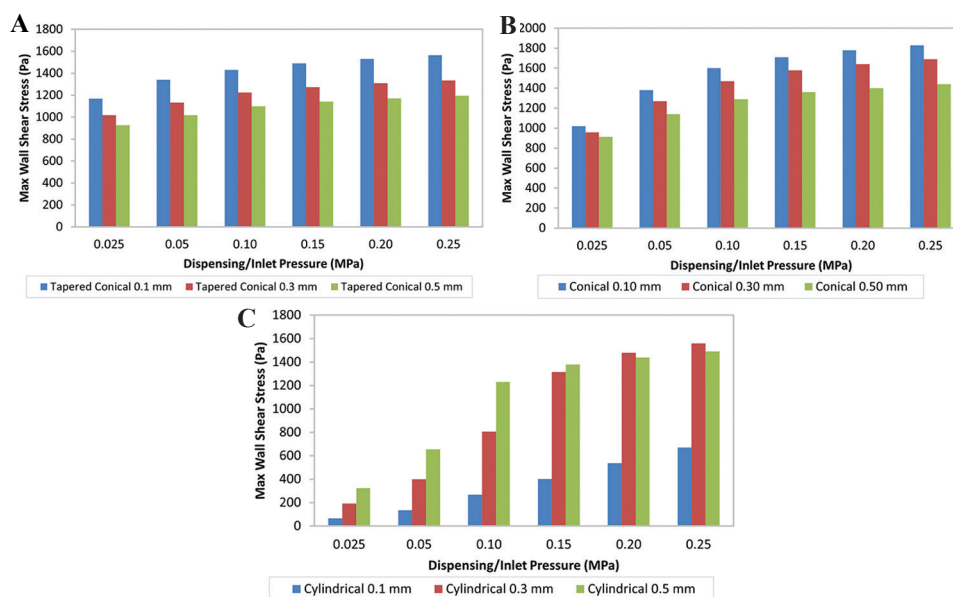 A
Max Wall Shear Stress (Pa)
1800
1600
1400
1200
1000
800
600
400
200
0
0.025 0.05 0.10 0.15 0.20 0.25
Dispensing/Inlet Pressure (MPa)
Tapered Conical 0.1 mm Tapered Conical 0.3 mm Tapered Conical 0.5 mm
B
Max Wall Shear Stress (Pa)
2000
1800
1600
1400
1200
1000
800
600
400
200
0
0.025 0.05 0.10 0.15 0.20 0.25
Dispensing/Inlet Pressure (MPa)
Conical 0.10 mm Conical 0.30 mm Conical 0.50 mm
C
Max Wall Shear Stress (Pa)
1800
1600
1400
1200
1000
800
600
400
200
0
0.025 0.05 0.10 0.15 0.20 0.25
Dispensing/Inlet Pressure (MPa)
Cylindrical 0.1 mm Cylindrical 0.3 mm Cylindrical 0.5 mm